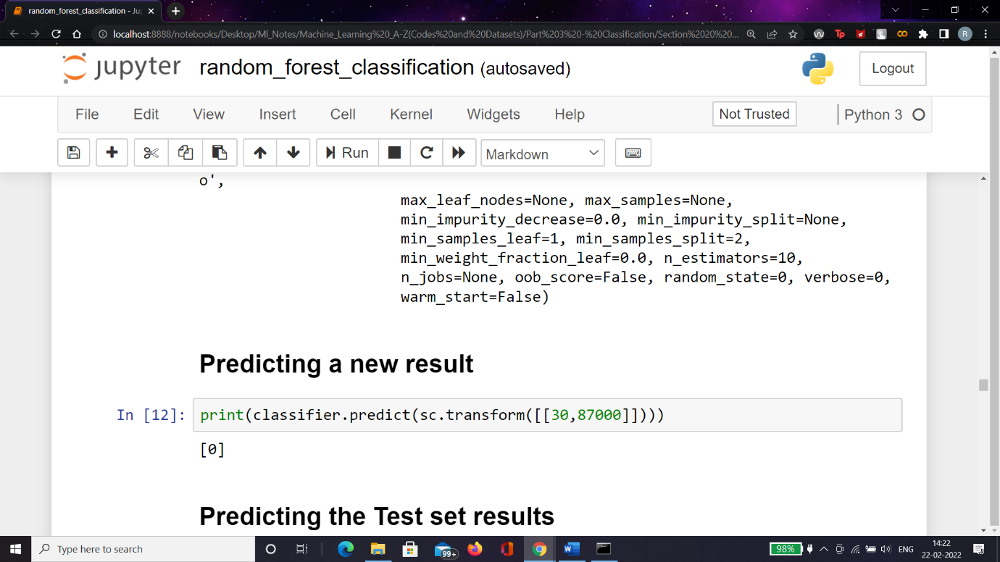 random_forest_classification - Ju
localhost:8888/notebooks/Desktop/Ml_Notes/Machine_Learning%20_A-Z(Codes%20and%20Datasets)/Part%203%20-%20Classification/Section%2020%20...
Tp
R
jupyter random_forest_classification (autosaved)
Logout
File Edit View Insert Cell Kernel Widgets Help Not Trusted Python 3
Run Markdown
o',
max_leaf_nodes=None, max_samples=None,
min_impurity_decrease=0.0, min_impurity_split=None,
min_samples_leaf=1, min_samples_split=2,
min_weight_fraction_leaf=0.0, n_estimators=10,
n_jobs=None, oob_score=False, random_state=0, verbose=0,
warm_start=False)
Predicting a new result
In [12]: print(classifier.predict(sc.transform([[30,87000]])))
[0]
Predicting the Test set results
Type here to search
99+
98%
ENG
14:22
22-02-2022